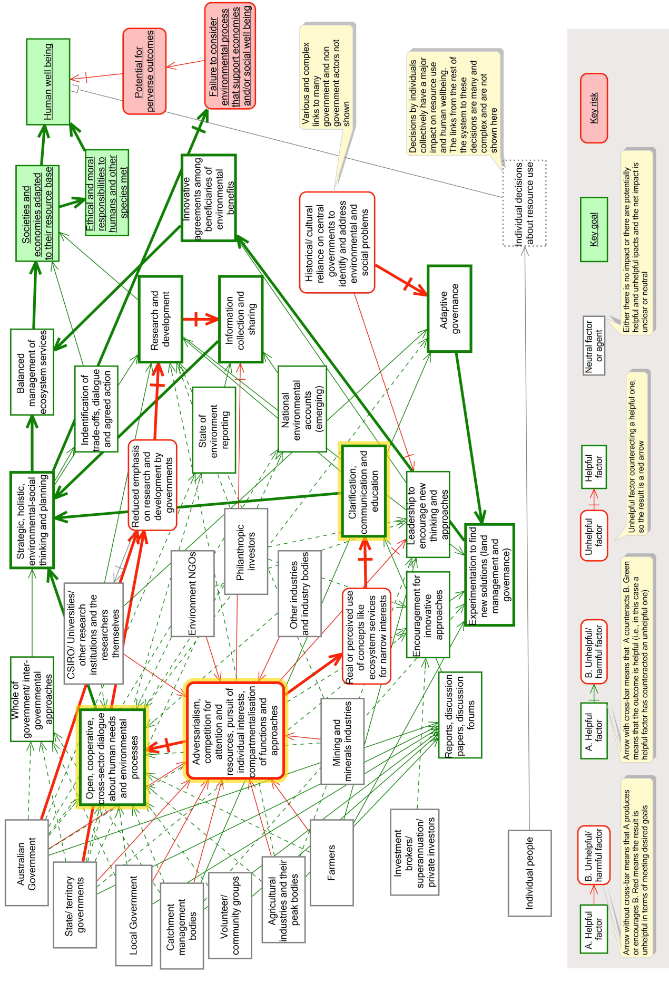 Australian
Government
State/ territory
governments
Local Government
Catchment
management
bodies
Volunteer/
community groups
Agricultural
industries and their
peak bodies
Farmers
Investment
brokers/
superannuation/
private investors
Individual people
Whole of
government/ inter-
governmental
approaches
Open, cooperative,
cross-sector dialogue
about human needs
and environmental
processes
Adversarialism,
competition for
attention and
resources, pursuit of
individual interests,
compartmentalisation
of functions and
approaches
Mining and
minerals industries
Reports, discussion
papers, discussion
forums
CSIRO/ Universities/
other research
institutions and the
researchers
themselves
Environment NGOs
Philanthropic
investors
Other industries
and industry bodies
Real or perceived use
of concepts like
ecosystem services
for narrow interests
Encouragement for
innovative
approaches
Experimentation to find
new solutions (land
management and
governance)
Strategic, holistic,
environmental-social
thinking and planning
Reduced emphasis
on research and
development by
governments
Clarification,
communication and
education
Leadership to
encourage new
thinking and
approaches
Indentification of
trade-offs, dialogue
and agreed action
State of
environment
reporting
National
environmental
accounts
(emerging)
Balanced
management of
ecosystem services
Research and
development
Information
collection and
sharing
Adaptive
governance
Historical/ cultural
reliance on central
governments to
identify and address
environmental and
social problems
Individual decisions
about resource use
Societies and
economies adapted
to their resource base
Ethical and moral
responsibilities to
humans and other
species met
Innovative
agreements among
beneficiaries of
environmental
benefits
Human well being
Potential for
perverse outcomes
Failure to consider
environmental process
that support economies
and/or social well being
Various and complex
links to many
government and non
government actors not
shown
Decisions by individuals
collectively have a major
impact on resource use
and human wellbeing.
The links from the rest of
the system to these
decisions are many and
complex and are not
shown here
A. Helpful
factor
B. Unhelpful/
harmful factor
Arrow without cross-bar means that A produces
or encourages B. Red means the result is
unhelpful in terms of meeting desired goals
A. Helpful
factor
B. Unhelpful/
harmful factor
Arrow with cross-bar means that  A counteracts B. Green
means that the outcome is helpful (i.e., in this case a
helpful factor has counteracted an unhelpful one)
Unhelpful
factor
Helpful
factor
Unhelpful factor counteracting a helpful one,
so the result is a red arrow
Neutral factor
or agent
Either there is no impact or there are potentially
helpful and unhelpful ipacts and the net impact is
unclear or neutral
Key goal
Key risk